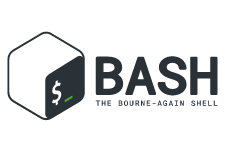 $_
BASH
THE BOURNE-AGAIN SHELL